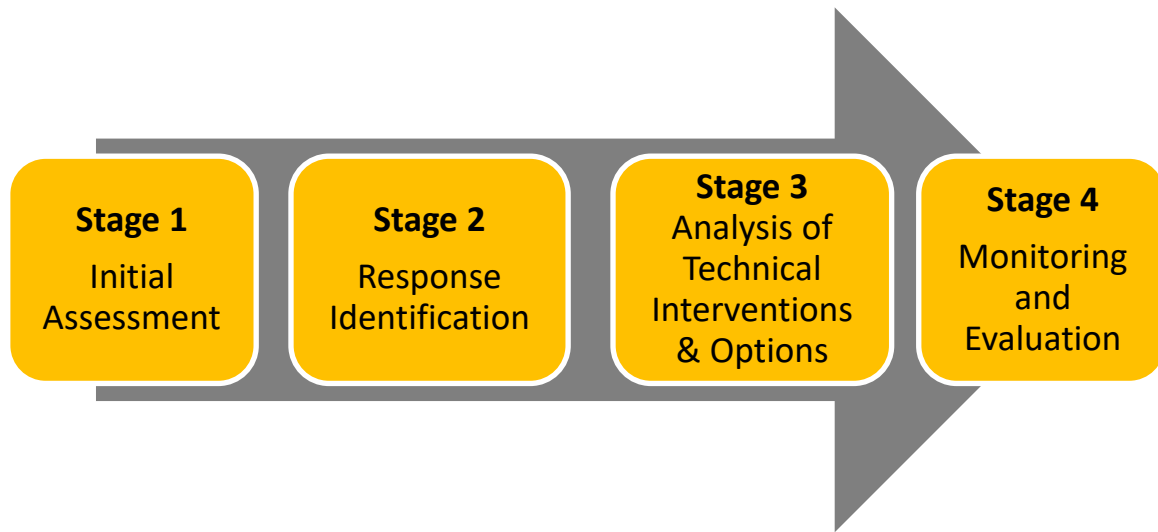 Stage 1
Initial
Assessment
Stage 2
Response
Identification
Stage 3
Analysis of
Technical
Interventions
& Options
Stage 4
Monitoring
and
Evaluation